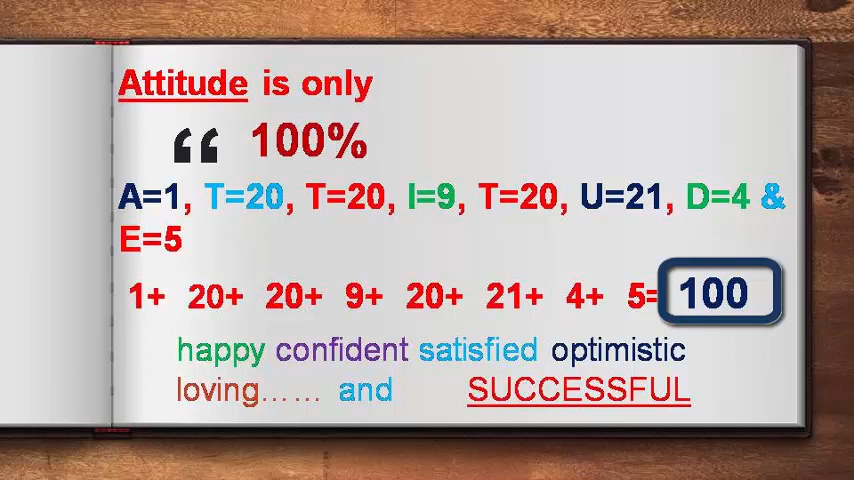 Attitude is only
“ 100%
A=1, T=20, T=20, I=9, T=20, U=21, D=4 &
E=5
1+ 20+ 20+ 9+ 20+ 21+ 4+ 5= 100
happy confident satisfied optimistic
loving…… and SUCCESSFUL